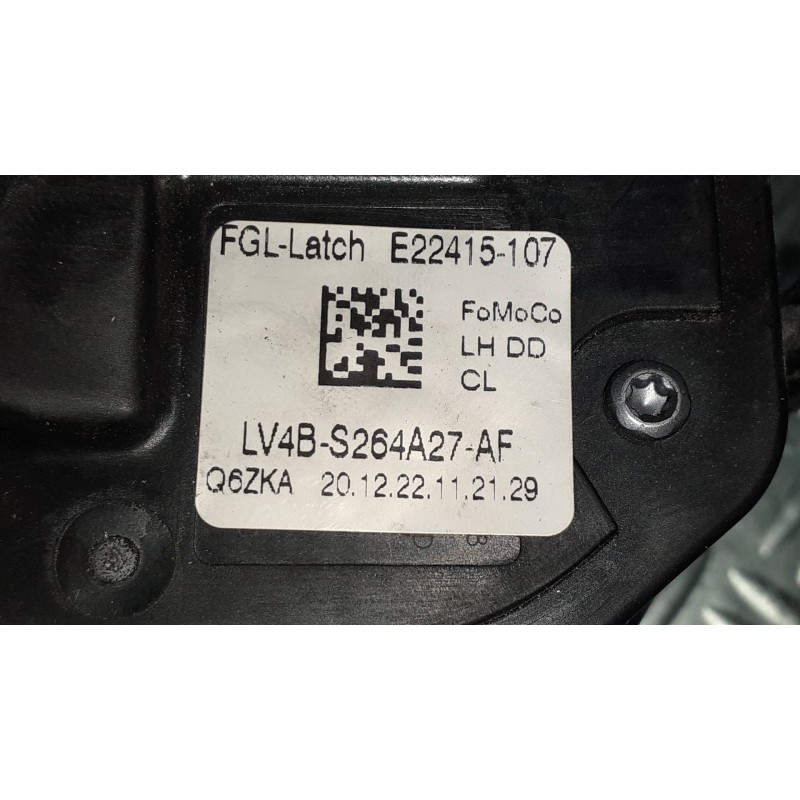 FGL-Latch E22415-107
FoMoCo
LH DD
CL
LV4B-S264A27-AF
Q6ZKA 20.12.22.11.21.29